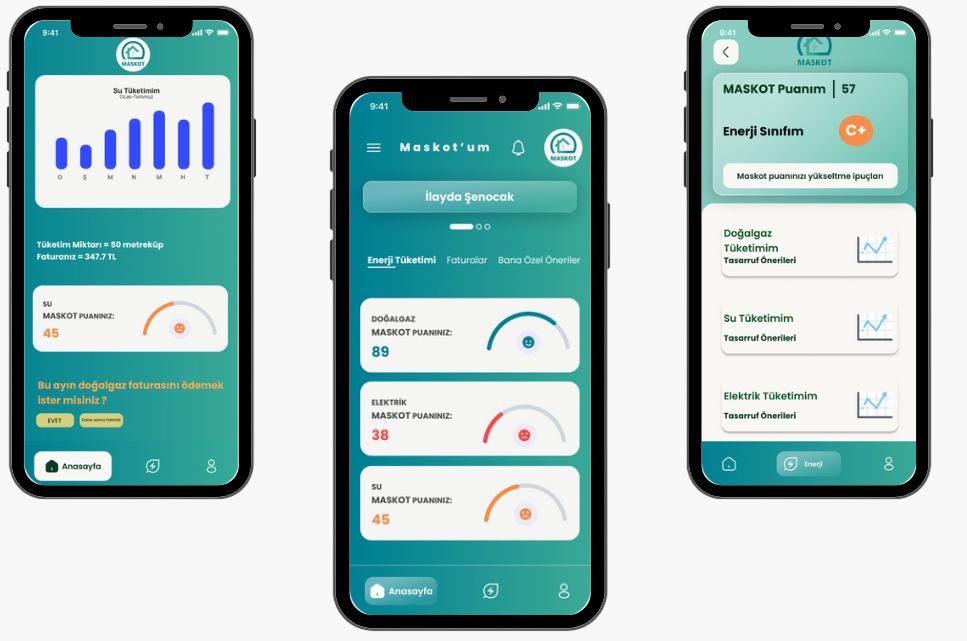 9:41
MASKOT
Su Tüketimim
Ocak-Temmuz
O Ş M N M H T
Tüketim Miktarı = 50 metreküp
Faturanız = 347.7 TL
SU
MASKOT PUANINIZ:
45
Bu ayın doğalgaz faturasını ödemek
ister misiniz ?
EVET
Daha sonra hatırlat
Anasayfa
9:41
Maskot'um
MASKOT
İlayda Şenocak
Enerji Tüketimi Faturalar Bana Özel Öneriler
DOĞALGAZ
MASKOT PUANINIZ:
89
ELEKTRİK
MASKOT PUANINIZ:
38
SU
MASKOT PUANINIZ:
45
Anasayfa
9:41
MASKOT
MASKOT Puanım 57
Enerji Sınıfım C+
Maskot puanınızı yükseltme ipuçları
Doğalgaz
Tüketimim
Tasarruf Önerileri
Su Tüketimim
Tasarruf Önerileri
Elektrik Tüketimim
Tasarruf Önerileri
Enerji